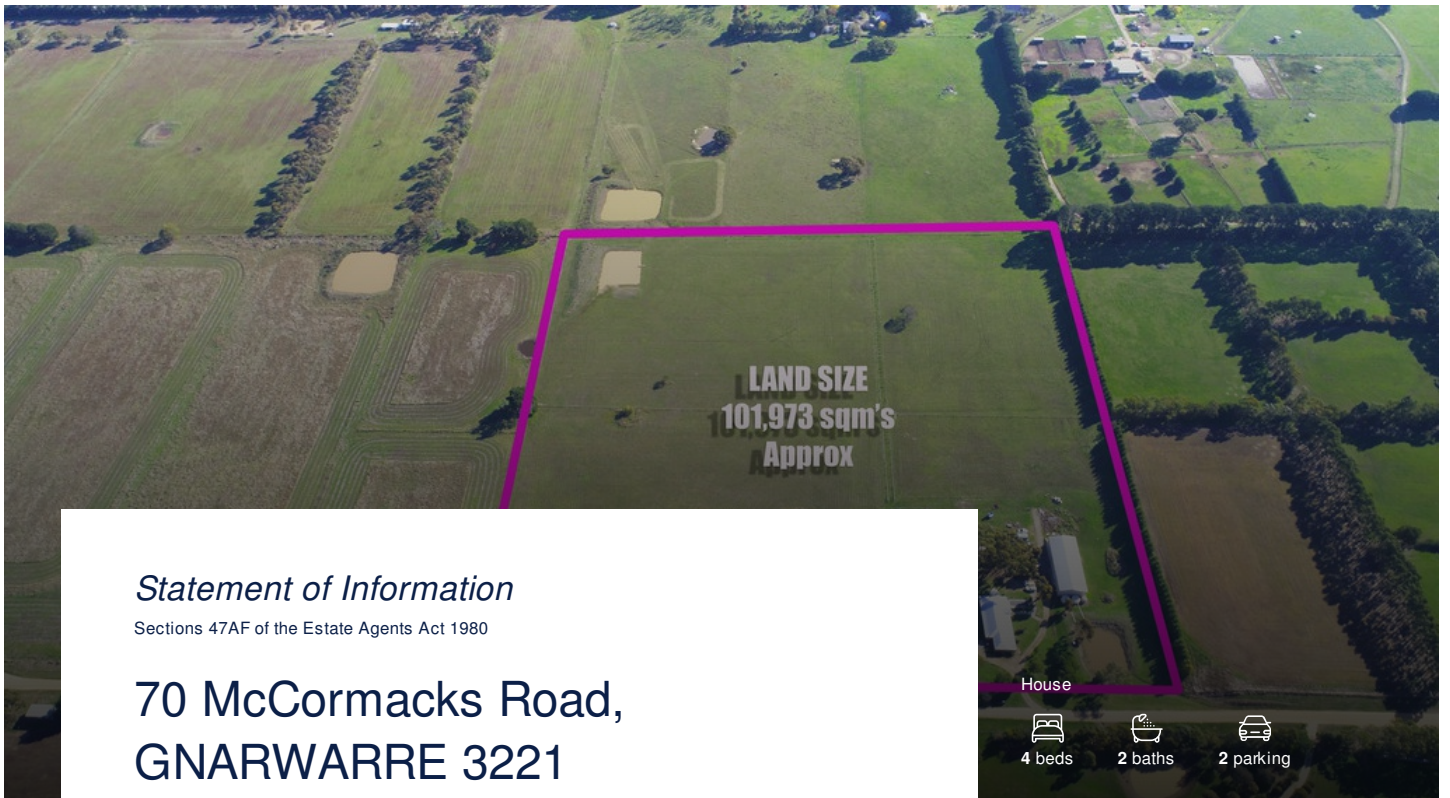 LAND SIZE
101,973 sqm's
Approx
Statement of Information
Sections 47AF of the Estate Agents Act 1980
70 McCormacks Road,
GNARWARRE 3221
House
4 beds 2 baths 2 parking